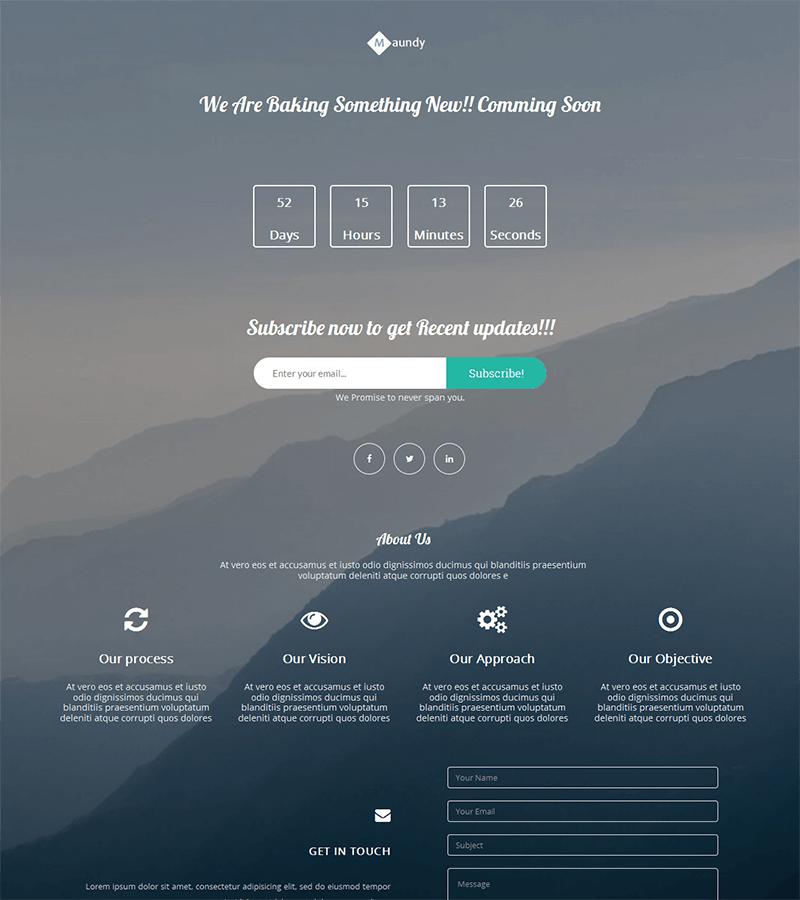 Maundy
We Are Baking Something New!! Comming Soon
52 15 13 26
Days Hours Minutes Seconds
Subscribe now to get Recent updates!!!
Enter your email... Subscribe!
We Promise to never span you.
About Us
At vero eos et accusamus et iusto odio dignissimos ducimus qui blanditiis praesentium
voluptatum deleniti atque corrupti quos dolores e
Our process
At vero eos et accusamus et iusto
odio dignissimos ducimus qui
blanditiis praesentium voluptatum
deleniti atque corrupti quos dolores
Our Vision
At vero eos et accusamus et iusto
odio dignissimos ducimus qui
blanditiis praesentium voluptatum
deleniti atque corrupti quos dolores
Our Approach
At vero eos et accusamus et iusto
odio dignissimos ducimus qui
blanditiis praesentium voluptatum
deleniti atque corrupti quos dolores
Our Objective
At vero eos et accusamus et iusto
odio dignissimos ducimus qui
blanditiis praesentium voluptatum
deleniti atque corrupti quos dolores
GET IN TOUCH
Lorem ipsum dolor sit amet, consectetur adipisicing elit, sed do eiusmod tempor
Your Name
Your Email
Subject
Message